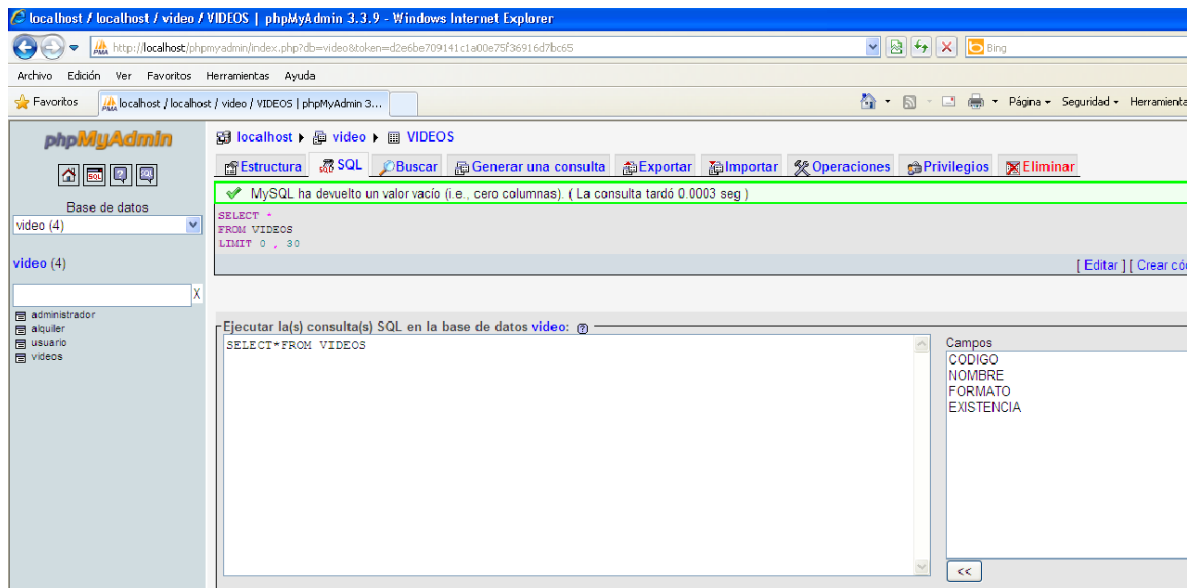 localhost / localhost / video / VIDEOS | phpMyAdmin 3.3.9 - Windows Internet Explorer
http://localhost/phpmyadmin/index.php?db=video&token=d2e6be709141c1a00e75f36916d7bc65
Bing
Archivo Edición Ver Favoritos Herramientas Ayuda
Favoritos
localhost / localhost / video / VIDEOS | phpMyAdmin 3...
Página Seguridad Herramienta
phpMyAdmin
localhost video VIDEOS
Estructura SQL Buscar Generar una consulta Exportar Importar Operaciones Privilegios Eliminar
MySQL ha devuelto un valor vacío (i.e., cero columnas). ( La consulta tardó 0.0003 seg )
SELECT *
FROM VIDEOS
LIMIT 0 , 30
[ Editar ] [ Crear có
Base de datos
video (4)
video (4)
X
administrador
alquiler
usuario
videos
Ejecutar la(s) consulta(s) SQL en la base de datos video:
SELECT*FROM VIDEOS
Campos
CODIGO
NOMBRE
FORMATO
EXISTENCIA
<<